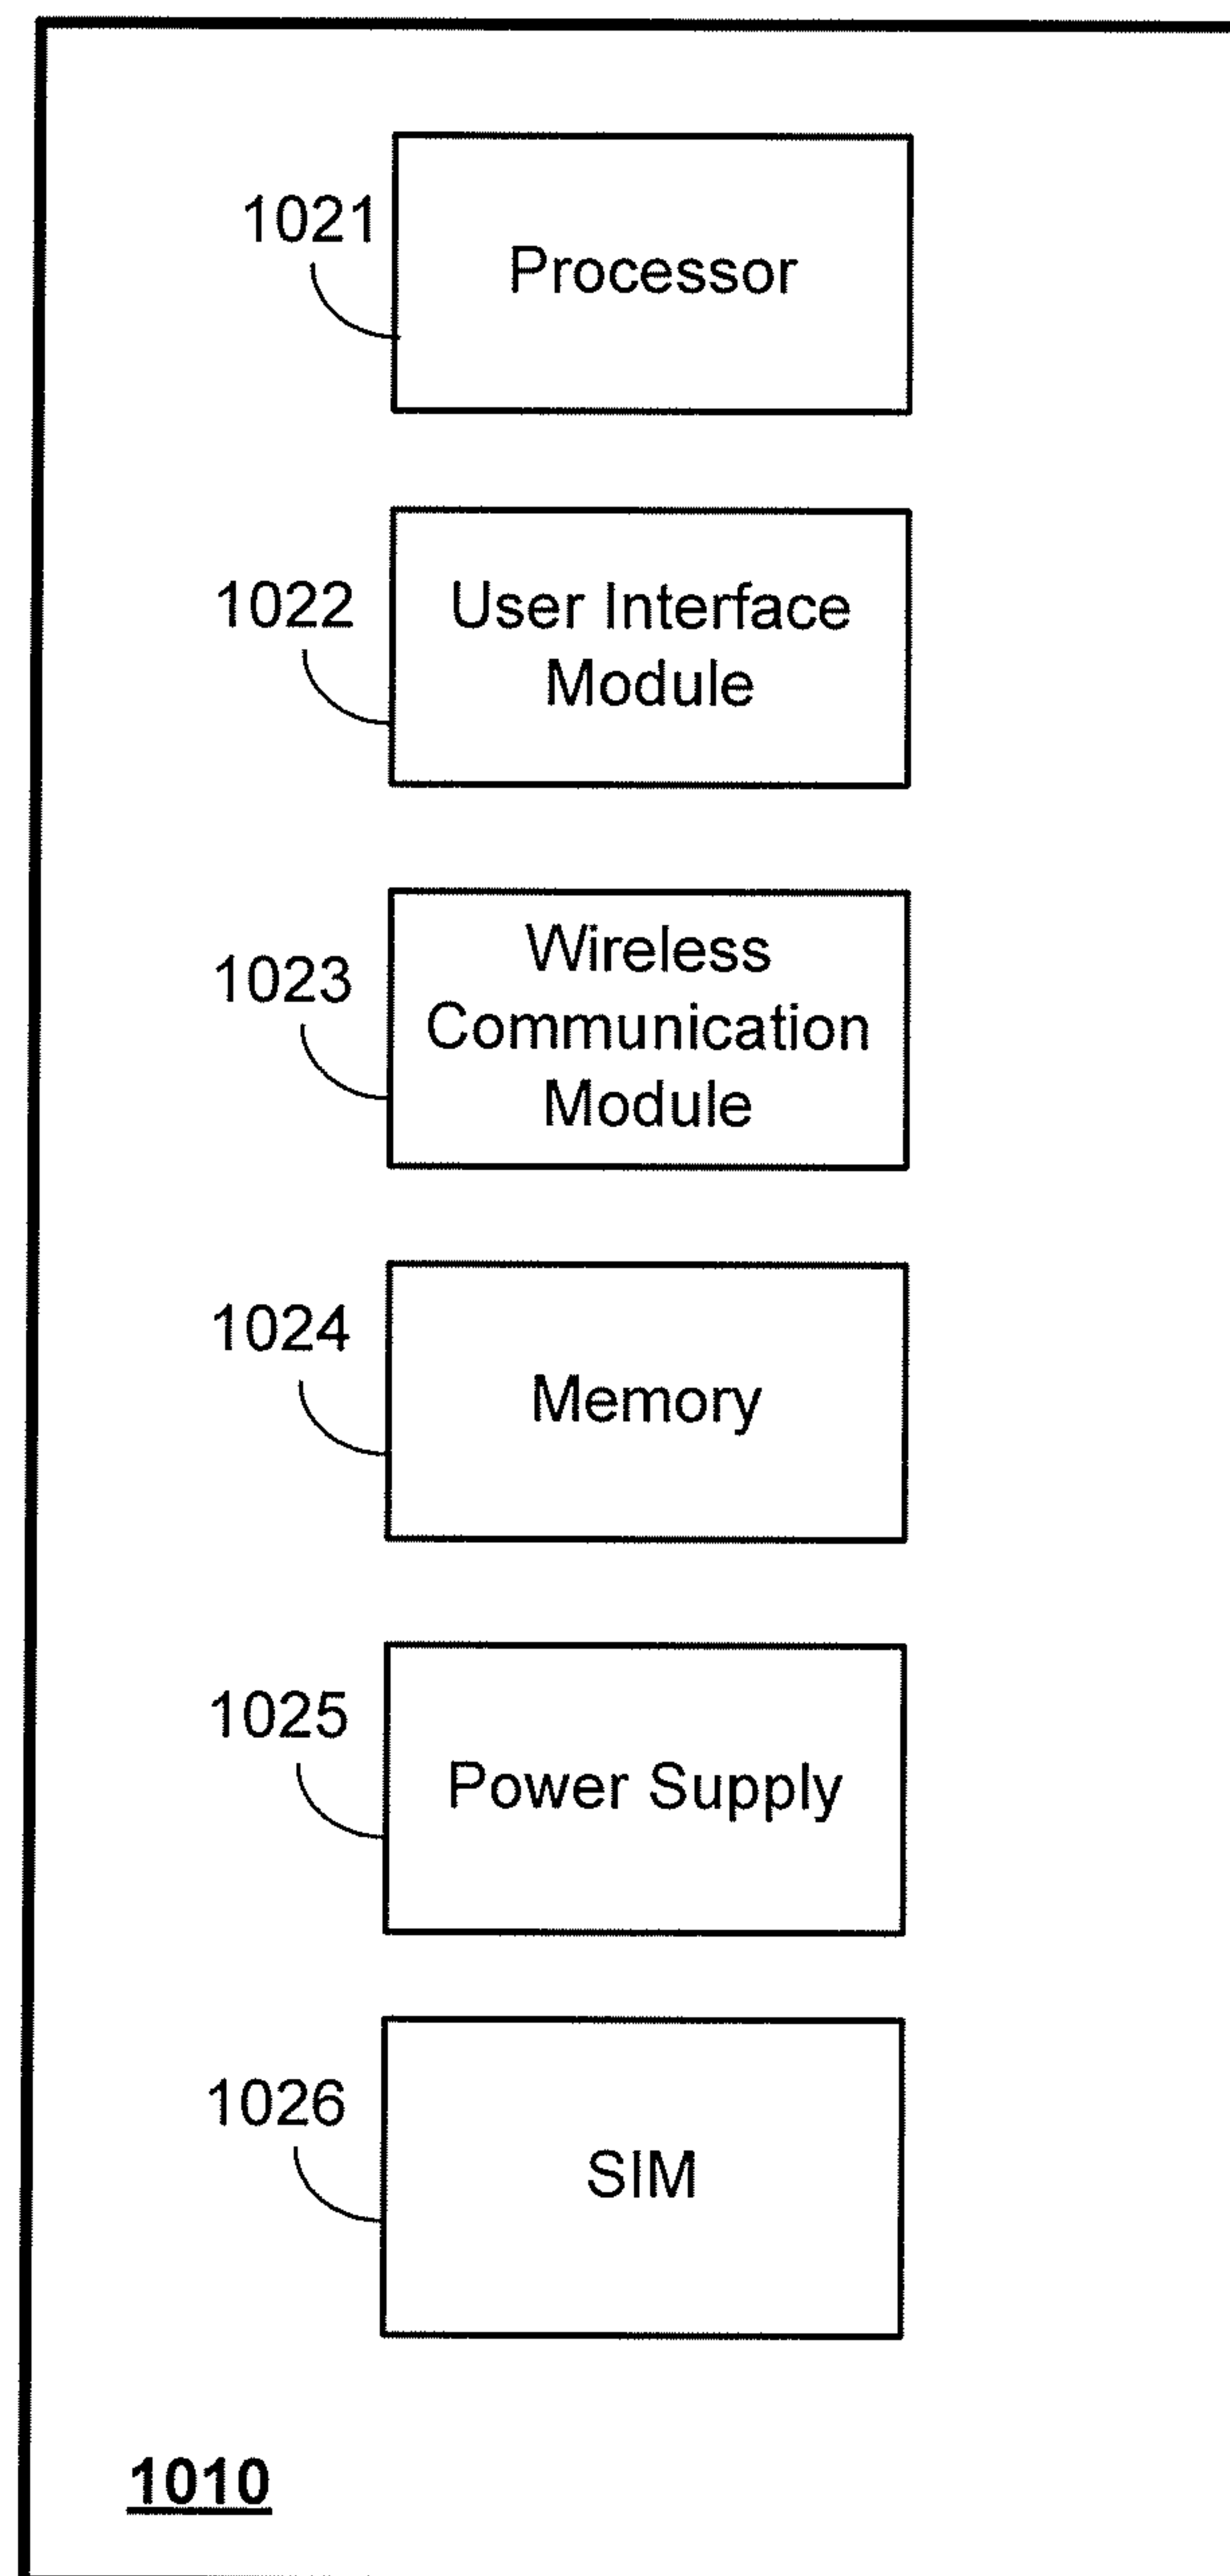 1021
Processor
1022
User Interface
Module
1023
Wireless
Communication
Module
1024
Memory
1025
Power Supply
1026
SIM
1010